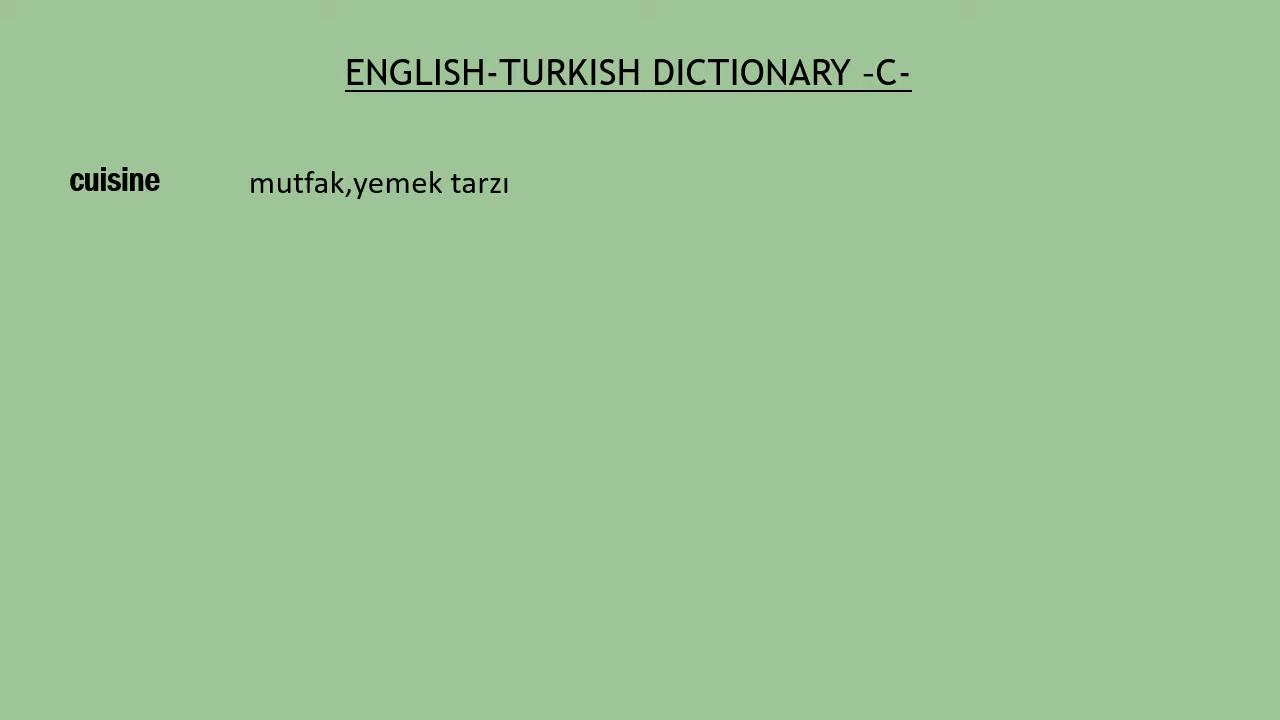 ENGLISH-TURKISH DICTIONARY –C-
cuisine mutfak,yemek tarzı